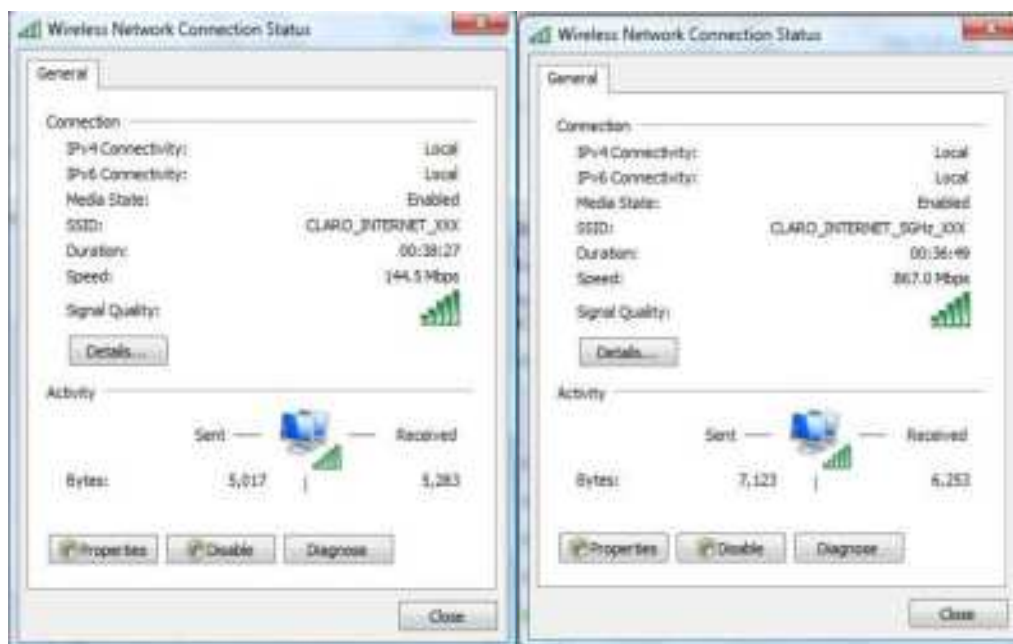 Wireless Network Connection Status
General
Connection
IPv4 Connectivity: Local
IPv6 Connectivity: Local
Media State: Enabled
SSID: CLARO_INTERNET_XXX
Duration: 00:38:27
Speed: 144.5 Mbps
Signal Quality:
Details...
Activity
Sent — — Received
Bytes: 5,017 5,283
Properties Disable Diagnose
Close
Wireless Network Connection Status
General
Connection
IPv4 Connectivity: Local
IPv6 Connectivity: Local
Media State: Enabled
SSID: CLARO_INTERNET_5GHz_XXX
Duration: 00:36:49
Speed: 867.0 Mbps
Signal Quality:
Details...
Activity
Sent — — Received
Bytes: 7,123 6,253
Properties Disable Diagnose
Close